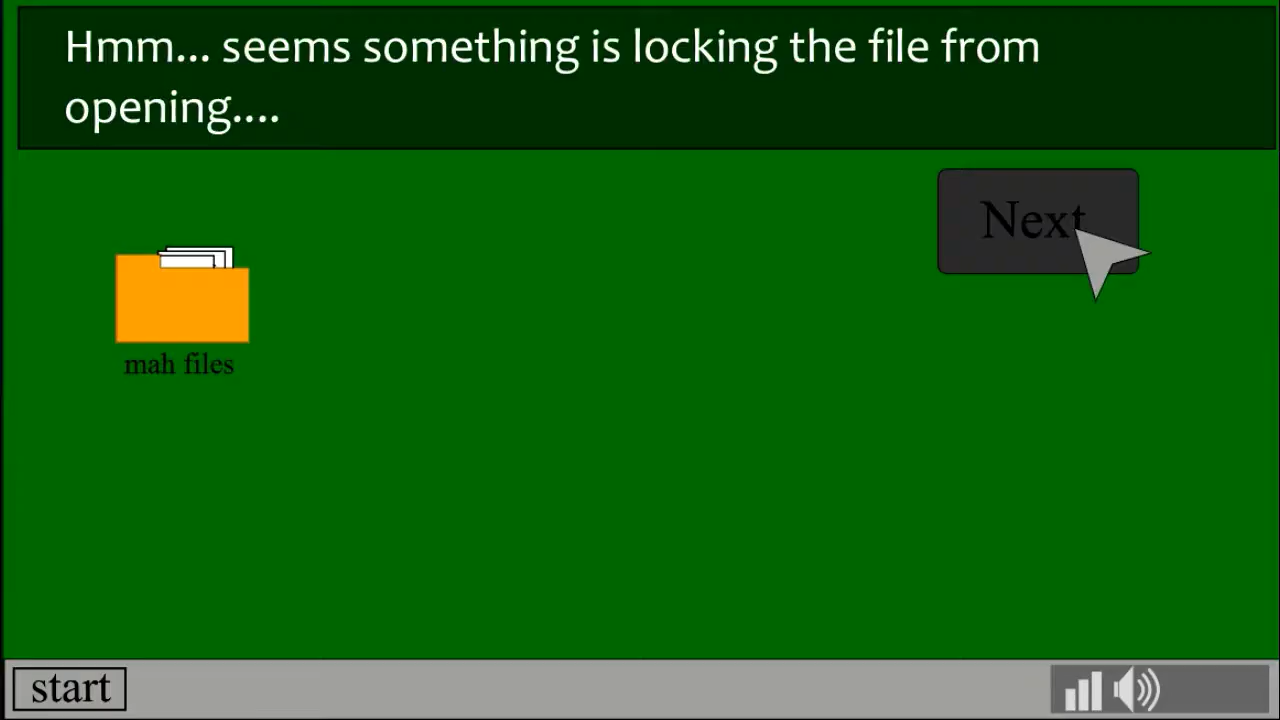 Hmm... seems something is locking the file from
opening....
Next
mah files
start